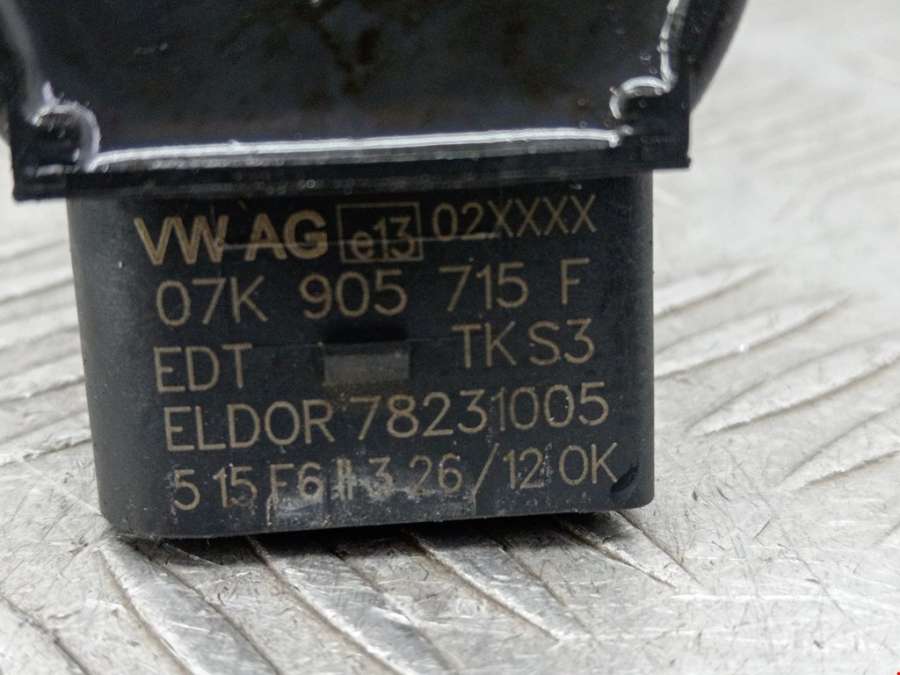 VW AG e13 02XXXX
07K 905 715 F
EDT TK S3
ELDOR 78231005
5 15 F6 3 26/12 OK